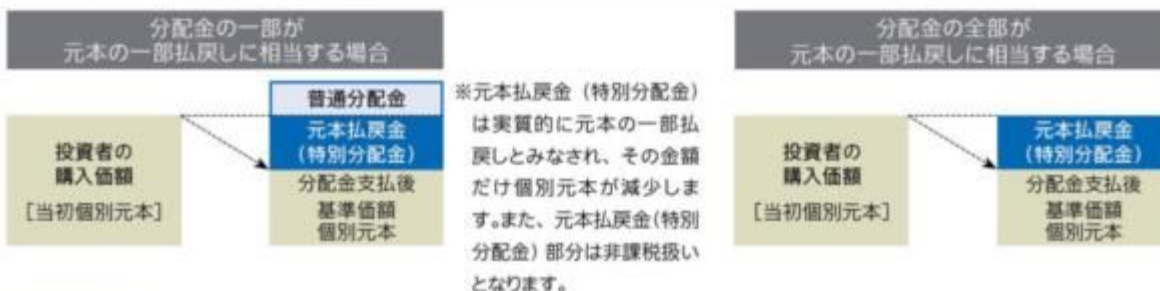 分配金の一部が
元本の一部払戻しに相当する場合
普通分配金
元本払戻金
(特別分配金)
投資者の
購入価額
[当初個別元本]
分配金支払後
基準価額
個別元本
※元本払戻金(特別分配金)
は実質的に元本の一部払
戻しとみなされ、その金額
だけ個別元本が減少しま
す。また、元本払戻金(特別
分配金)部分は非課税扱い
となります。
分配金の全部が
元本の一部払戻しに相当する場合
元本払戻金
(特別分配金)
投資者の
購入価額
[当初個別元本]
分配金支払後
基準価額
個別元本